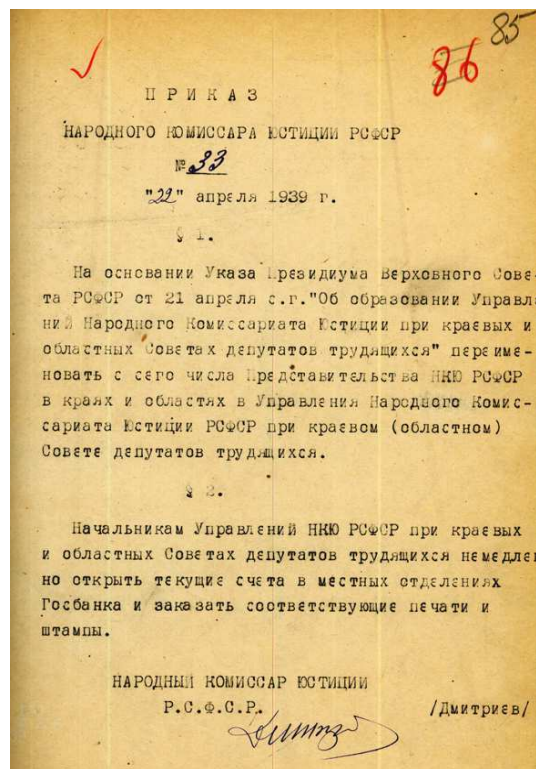 85
86
ПРИКАЗ
НАРОДНОГО КОМИССАРА ЮСТИЦИИ РСФСР
№ 33
"22" апреля 1939 г.
§ 1.
На основании Указа Президиума Верховного Сове-
та РСФСР от 21 апреля с.г."Об образовании Управле
ний Народного Комиссариата Юстиции при краевых и
областных Советах депутатов трудящихся" переиме-
новать с сего числа Представительства НКЮ РСФСР
в краях и областях в Управления Народного Комис-
сариата Юстиции РСФСР при краевом (областном)
Совете депутатов трудящихся.
§ 2.
Начальникам Управлений НКЮ РСФСР при краевых
и областных Советах депутатов трудящихся немедлен
но открыть текущие счета в местных отделениях
Госбанка и заказать соответствующие печати и
штампы.
НАРОДНЫЙ КОМИССАР ЮСТИЦИИ
Р.С.Ф.С.Р. /Дмитриев/